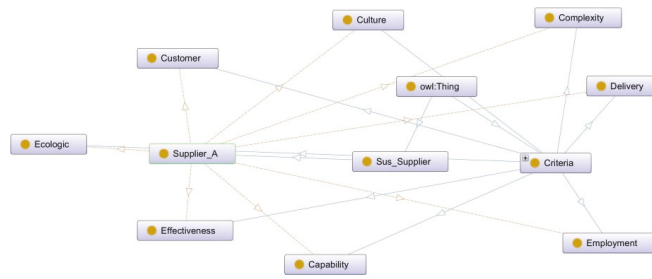 Culture
Complexity
Customer
owl:Thing
Delivery
Ecologic
Supplier_A
Sus_Supplier
Criteria
Effectiveness
Employment
Capability